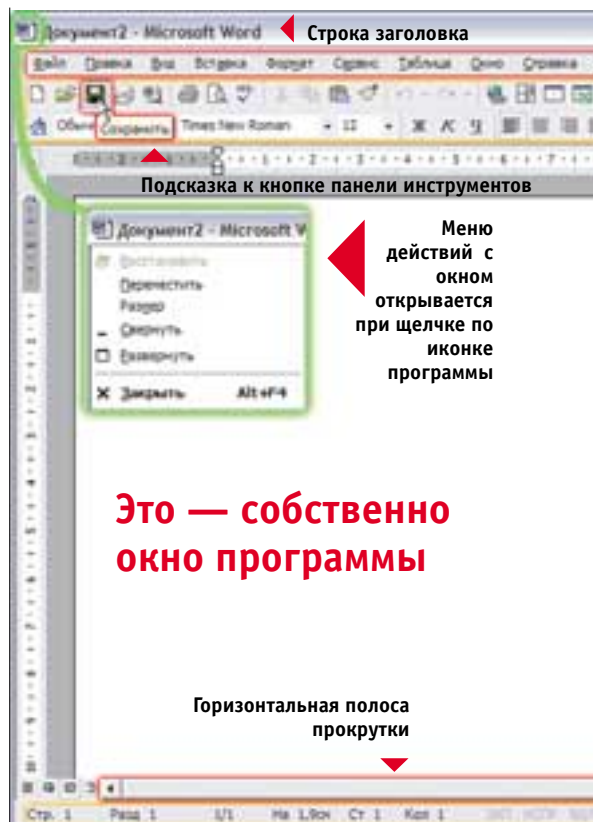 Документ2 - Microsoft Word
Строка заголовка
Файл Правка Вид Вставка Формат Сервис Таблица Окно Справка
Сохранить Times New Roman 12 Ж К Ч
Подсказка к кнопке панели инструментов
Документ2 - Microsoft W
Восстановить
Переместить
Размер
Свернуть
Развернуть
Закрыть Alt+F4
Меню
действий с
окном
открывается
при щелчке по
иконке
программы
Это — собственно
окно программы
Горизонтальная полоса
прокрутки
Стр. 1 Разд 1 1/1 На 1,9см Ст 1 Кол 1